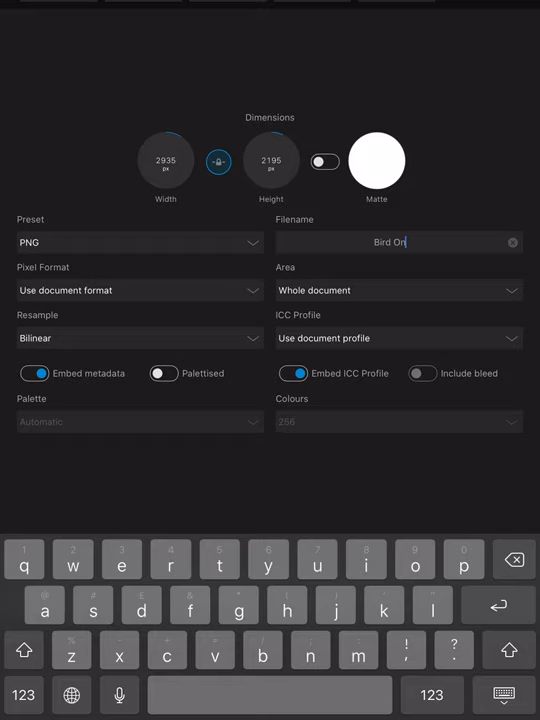 Dimensions
2935 px
2195 px
Width
Height
Matte
Preset
Filename
PNG
Bird On
Pixel Format
Area
Use document format
Whole document
Resample
ICC Profile
Bilinear
Use document profile
Embed metadata
Palettised
Embed ICC Profile
Include bleed
Palette
Colours
Automatic
256
1 2 3 4 5 6 7 8 9 0
q w e r t y u i o p
@ # £ & * ( ) ' "
a s d f g h j k l
% - + = / ; : ! ?
z x c v b n m , .
123
123